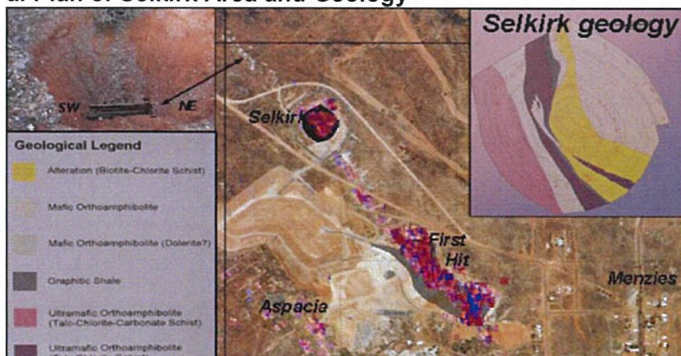 a. Plan of Selkirk Area and Geology
Selkirk geology
SW NE
Selkirk
Geological Legend
Alteration (Biotite-Chlorite Schist)
Mafic Orthoamphibolite
Mafic Orthoamphibolite (Dolerite?)
Graphitic Shale
Ultramafic Orthoamphibolite
(Talc-Chlorite-Carbonate Schist)
Ultramafic Orthoamphibolite
First
Hit
Menzies
Aspacia